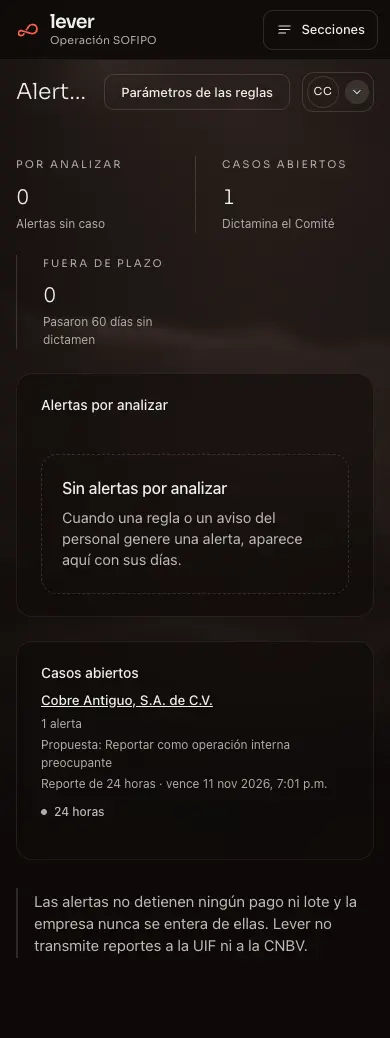 lever
Operación SOFIPO
Secciones
Alert...
Parámetros de las reglas
CC
POR ANALIZAR
0
Alertas sin caso
CASOS ABIERTOS
1
Dictamina el Comité
FUERA DE PLAZO
0
Pasaron 60 días sin
dictamen
Alertas por analizar
Sin alertas por analizar
Cuando una regla o un aviso del
personal genere una alerta, aparece
aquí con sus días.
Casos abiertos
Cobre Antiguo, S.A. de C.V.
1 alerta
Propuesta: Reportar como operación interna
preocupante
Reporte de 24 horas · vence 11 nov 2026, 7:01 p.m.
24 horas
Las alertas no detienen ningún pago ni lote y la
empresa nunca se entera de ellas. Lever no
transmite reportes a la UIF ni a la CNBV.